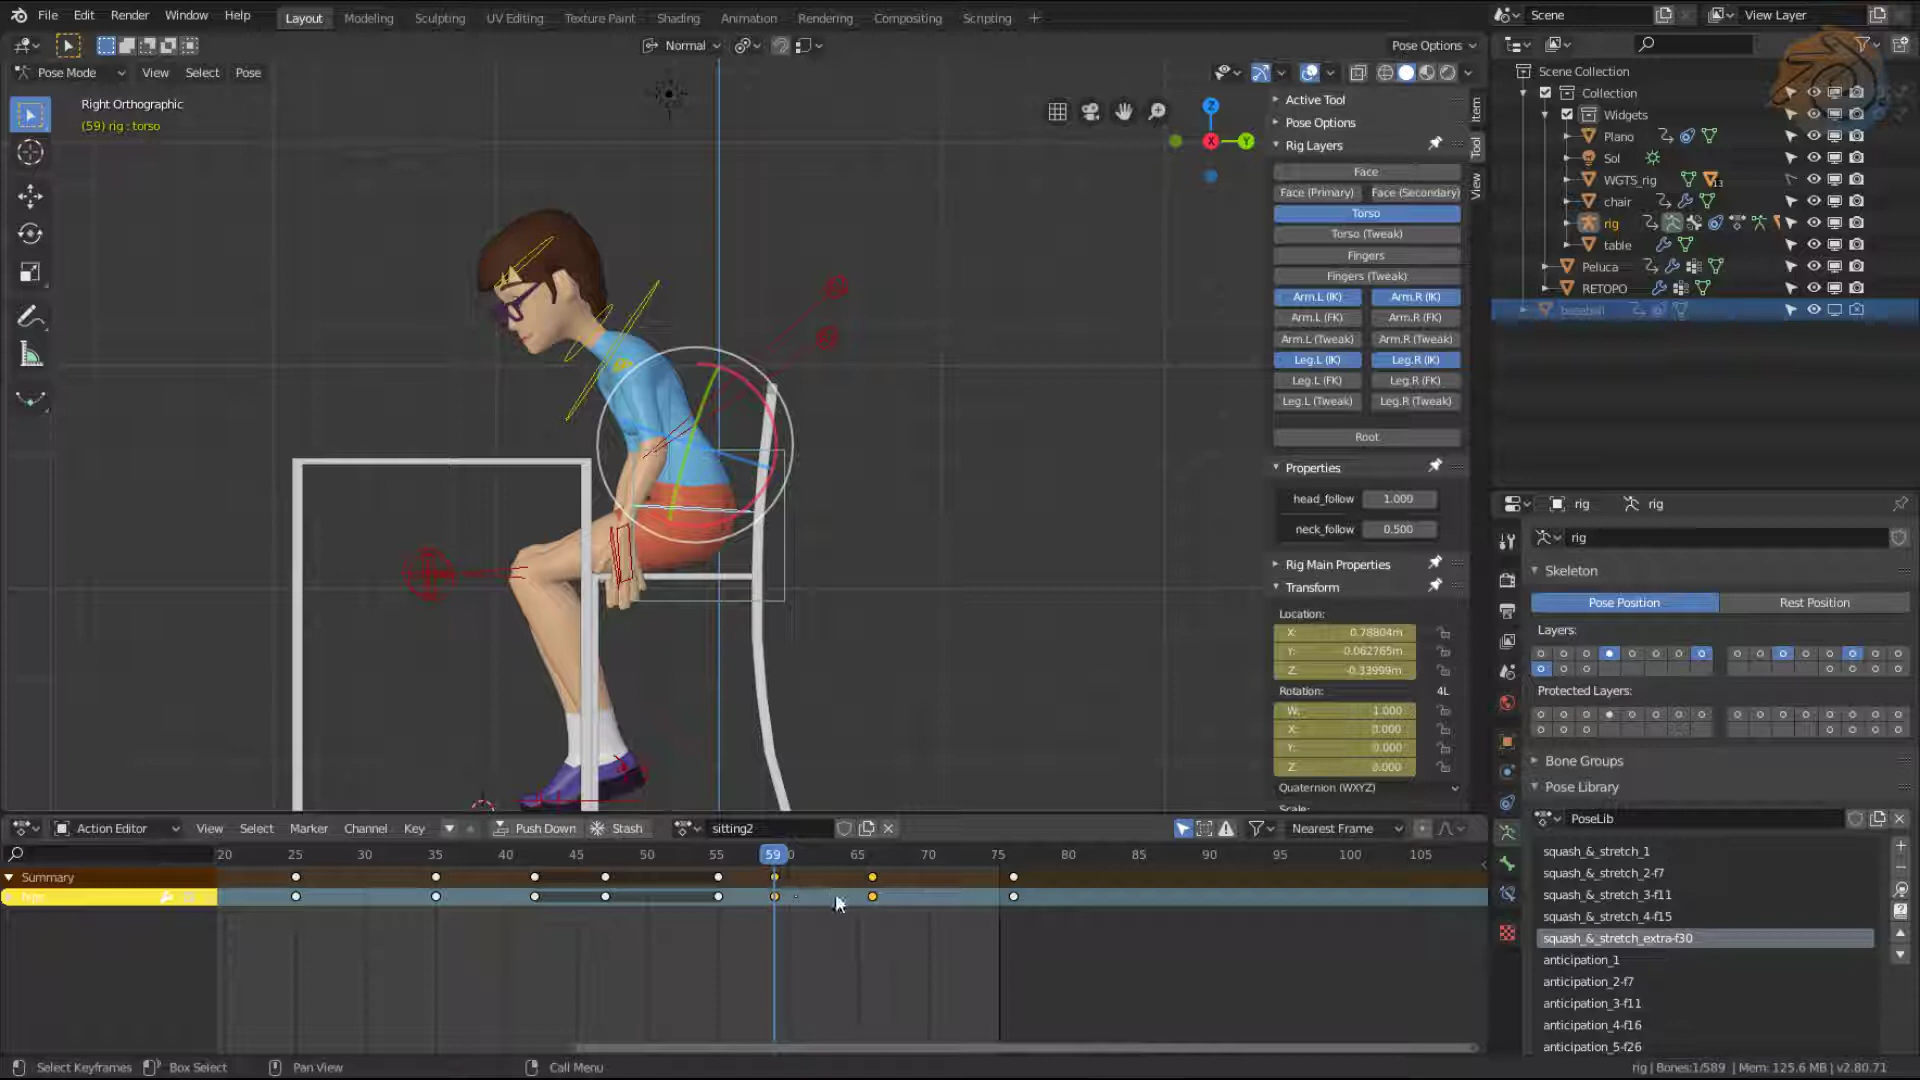 File Edit Render Window Help Layout Modeling Sculpting UV Editing Texture Paint Shading Animation Rendering Compositing Scripting + Scene View Layer
Normal Pose Options
Pose Mode View Select Pose
Right Orthographic
(59) rig : torso
Item
Tool
View
Active Tool
Pose Options
Rig Layers
Face
Face (Primary) Face (Secondary)
Torso
Torso (Tweak)
Fingers
Fingers (Tweak)
Arm.L (IK) Arm.R (IK)
Arm.L (FK) Arm.R (FK)
Arm.L (Tweak) Arm.R (Tweak)
Leg.L (IK) Leg.R (IK)
Leg.L (FK) Leg.R (FK)
Leg.L (Tweak) Leg.R (Tweak)
Root
Properties
head_follow 1.000
neck_follow 0.500
Rig Main Properties
Transform
Location:
X: 0.78804m
Y: 0.062765m
Z: -0.33999m
Rotation: 4L
W: 1.000
X: 0.000
Y: 0.000
Z: 0.000
Quaternion (WXYZ)
Scale:
Scene Collection
Collection
Widgets
Plano
Sol
WGTS_rig 13
chair
rig
table
Peluca
RETOPO
baseball
rig rig
rig
Skeleton
Pose Position Rest Position
Layers:
Protected Layers:
Bone Groups
Pose Library
PoseLib
squash_&_stretch_1
squash_&_stretch_2-f7
squash_&_stretch_3-f11
squash_&_stretch_4-f15
squash_&_stretch_extra-f30
anticipation_1
anticipation_2-f7
anticipation_3-f11
anticipation_4-f16
anticipation_5-f26
Action Editor View Select Marker Channel Key Push Down Stash sitting2 Nearest Frame
20 25 30 35 40 45 50 55 59 65 70 75 80 85 90 95 100 105
Summary
Select Keyframes Box Select Pan View Call Menu rig | Bones:1/589 | Mem: 125.6 MB | v2.80.71